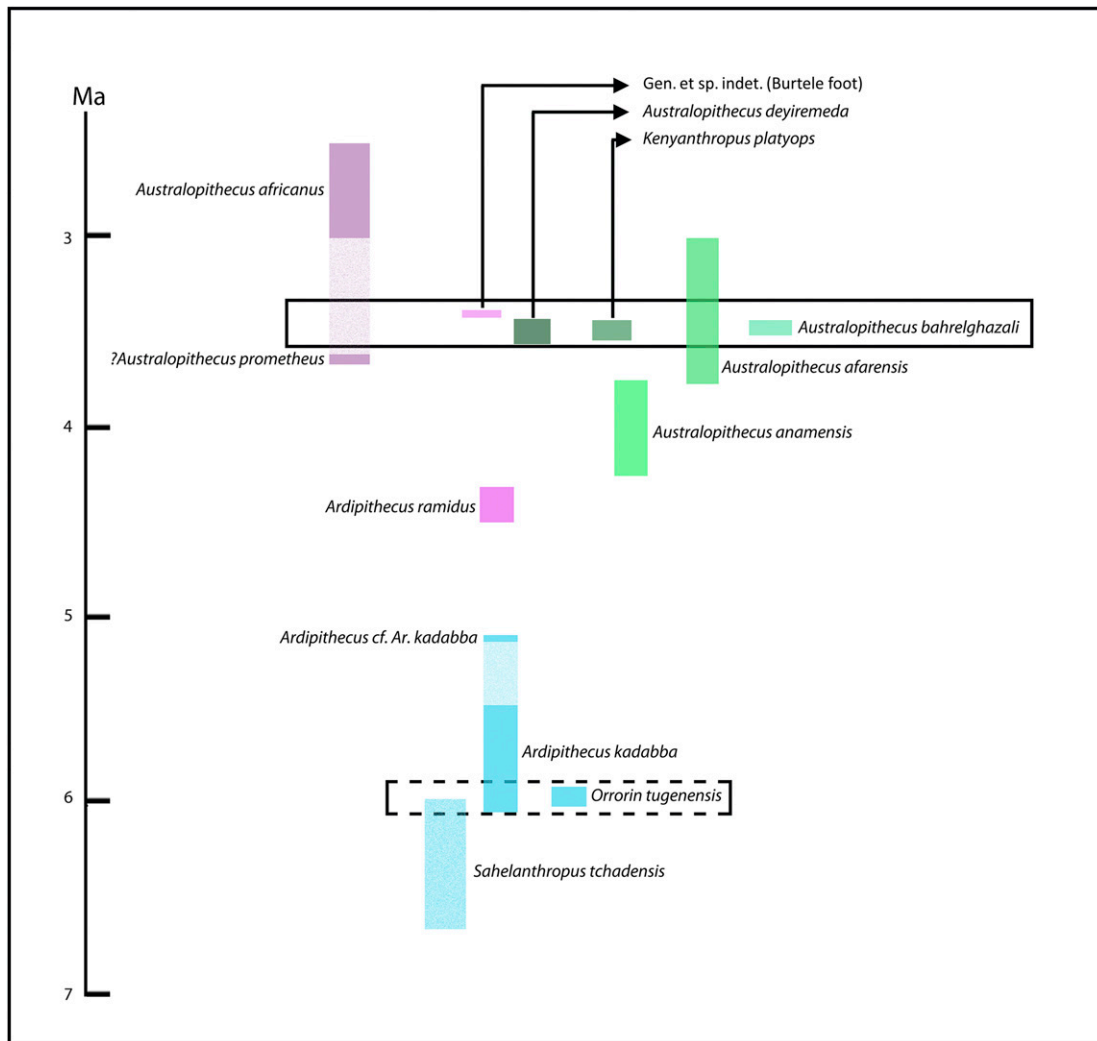 Ma
Gen. et sp. indet. (Burtele foot)
Australopithecus deyiremeda
Kenyanthropus platyops
Australopithecus africanus
3
Australopithecus bahrelghazali
?Australopithecus prometheus
Australopithecus afarensis
4
Australopithecus anamensis
Ardipithecus ramidus
5
Ardipithecus cf. Ar. kadabba
Ardipithecus kadabba
6
Orrorin tugenensis
Sahelanthropus tchadensis
7